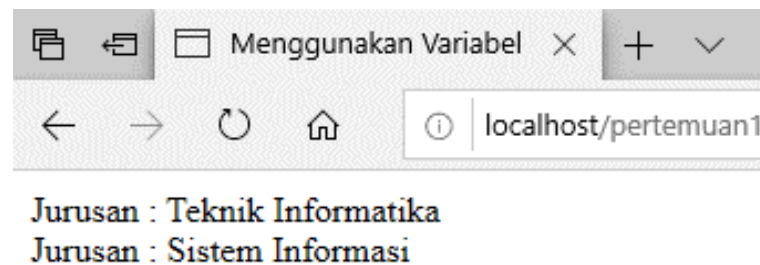 Menggunakan Variabel
localhost/pertemuan1
Jurusan : Teknik Informatika
Jurusan : Sistem Informasi